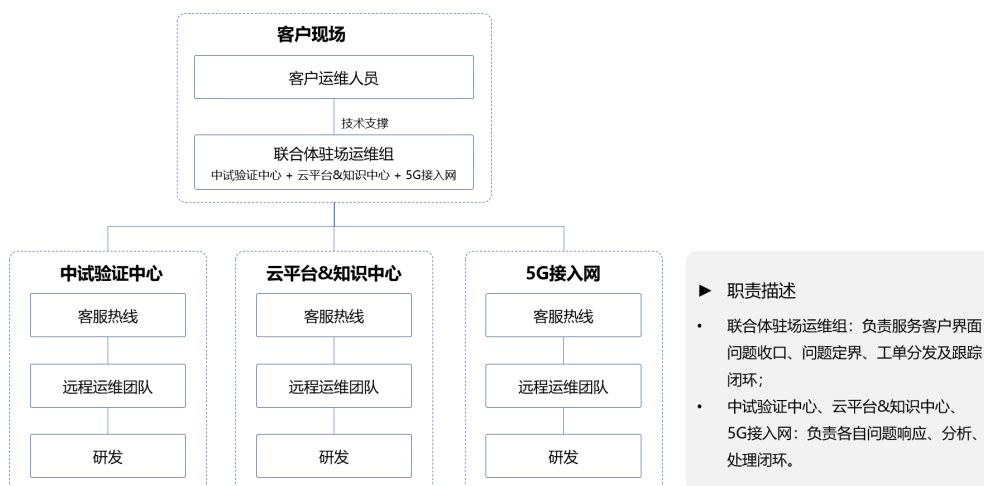 客户现场
客户运维人员
技术支撑
联合体驻场运维组
中试验证中心 + 云平台&知识中心 + 5G接入网
中试验证中心
客服热线
远程运维团队
研发
云平台&知识中心
客服热线
远程运维团队
研发
5G接入网
客服热线
远程运维团队
研发
► 职责描述
• 联合体驻场运维组：负责服务客户界面
问题收口、问题定界、工单分发及跟踪
闭环；
• 中试验证中心、云平台&知识中心、
5G接入网：负责各自问题响应、分析、
处理闭环。